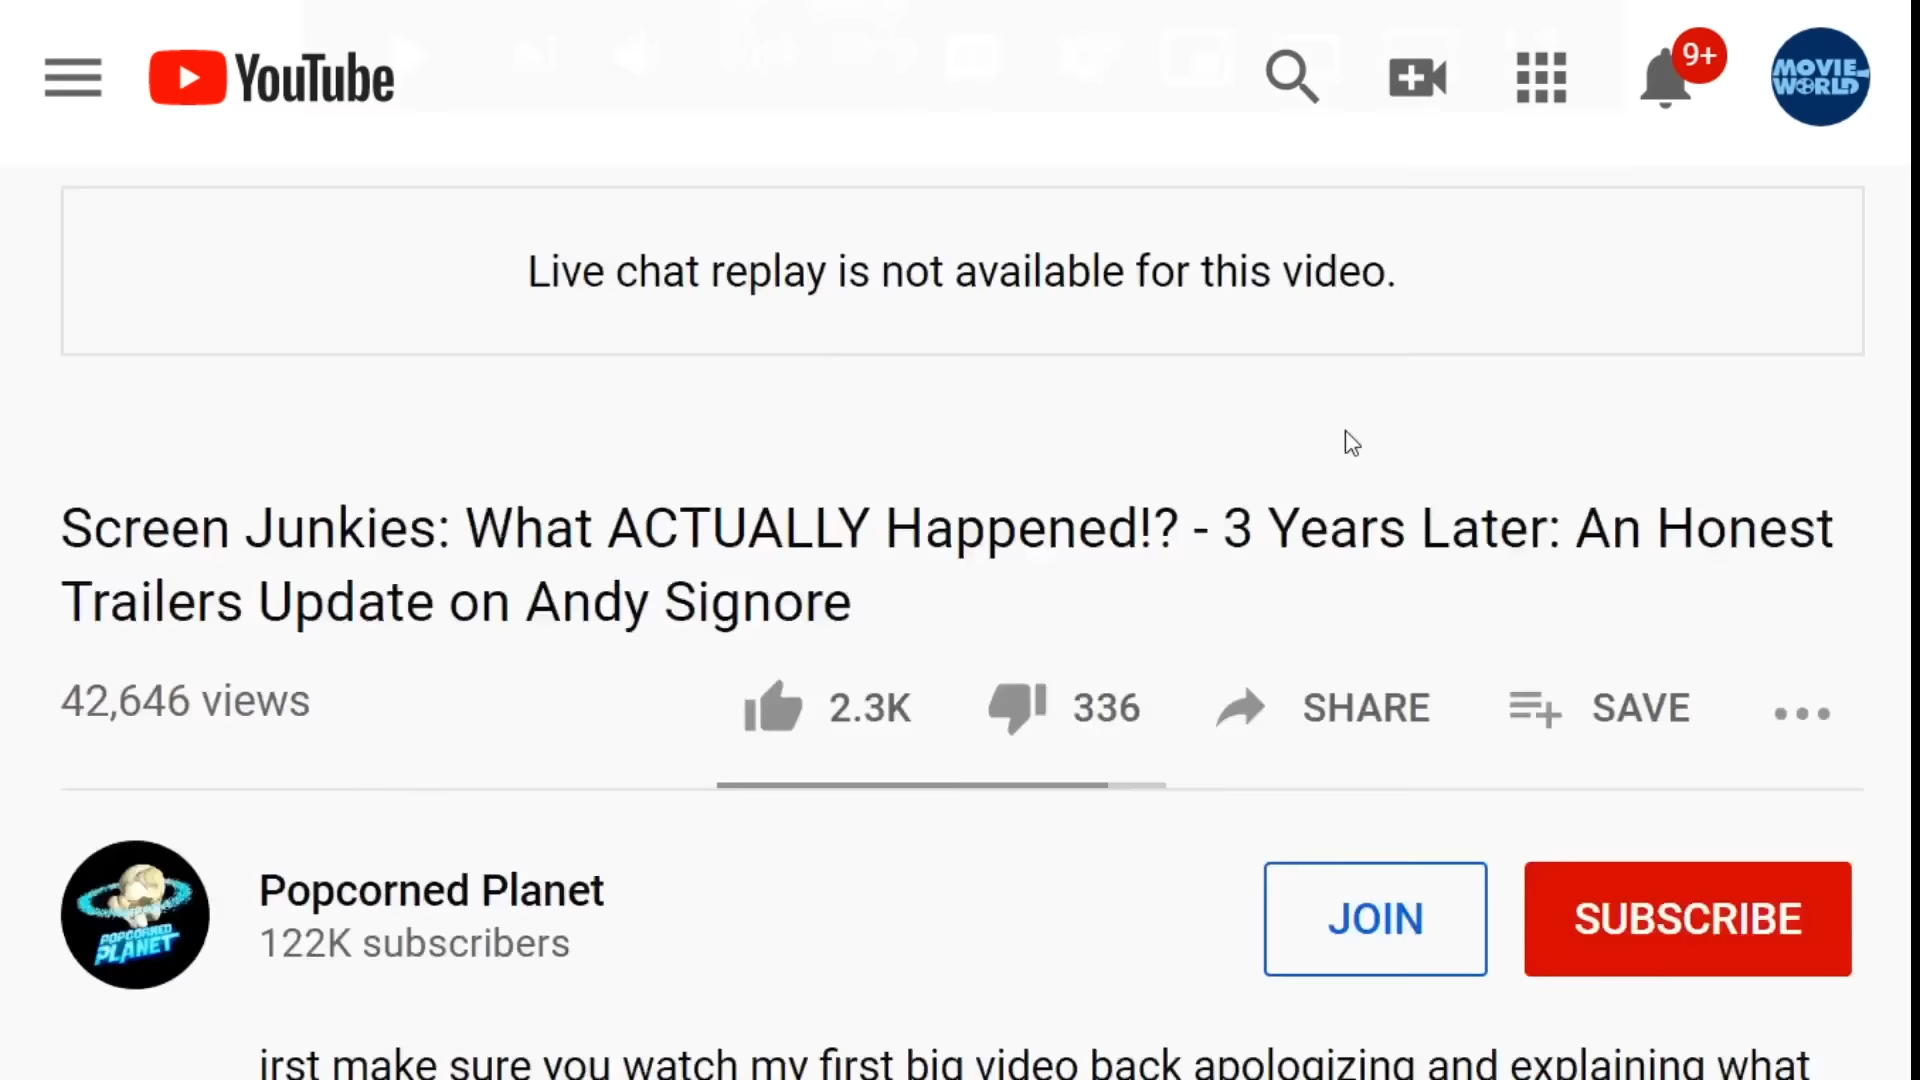 YouTube
9+
MOVIE
WORLD
Live chat replay is not available for this video.
Screen Junkies: What ACTUALLY Happened!? - 3 Years Later: An Honest
Trailers Update on Andy Signore
42,646 views
2.3K
336
SHARE
SAVE
POPCORNED
PLANET
Popcorned Planet
122K subscribers
JOIN
SUBSCRIBE
irst make sure you watch my first big video back apologizing and explaining what